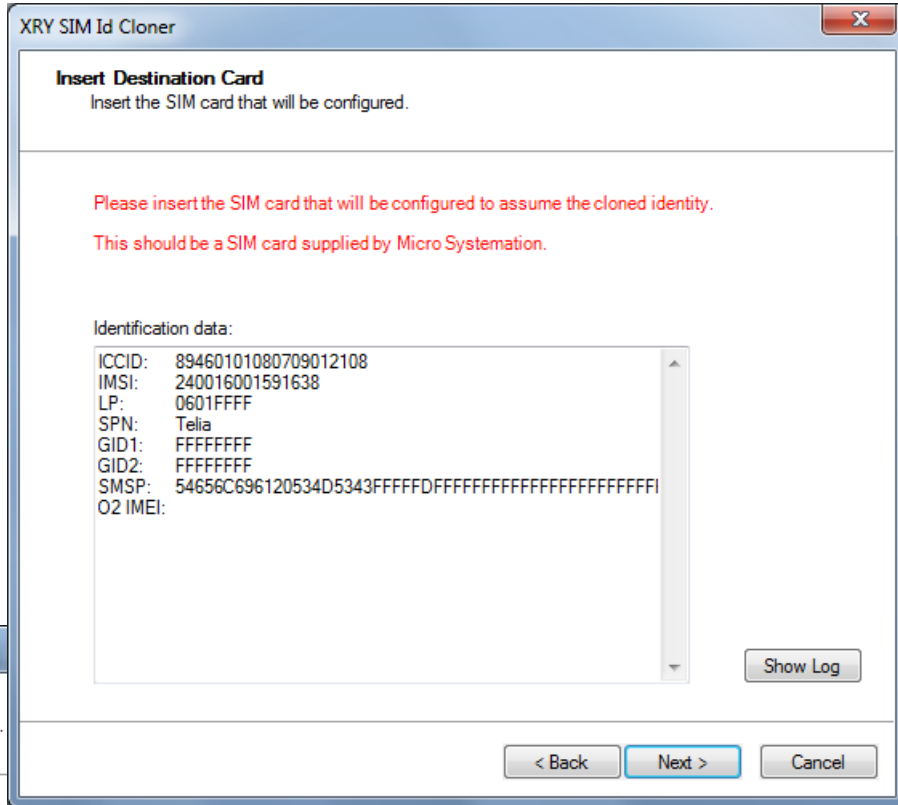 XRY SIM Id Cloner
Insert Destination Card
Insert the SIM card that will be configured.
Please insert the SIM card that will be configured to assume the cloned identity.
This should be a SIM card supplied by Micro Systemation.
Identification data:
ICCID: 89460101080709012108
IMSI: 240016001591638
LP: 0601FFFF
SPN: Telia
GID1: FFFFFFFF
GID2: FFFFFFFF
SMSP: 54656C696120534D5343FFFFFDFFFFFFFFFFFFFFFFFFFFFFFF
O2 IMEI:
Show Log
< Back
Next >
Cancel